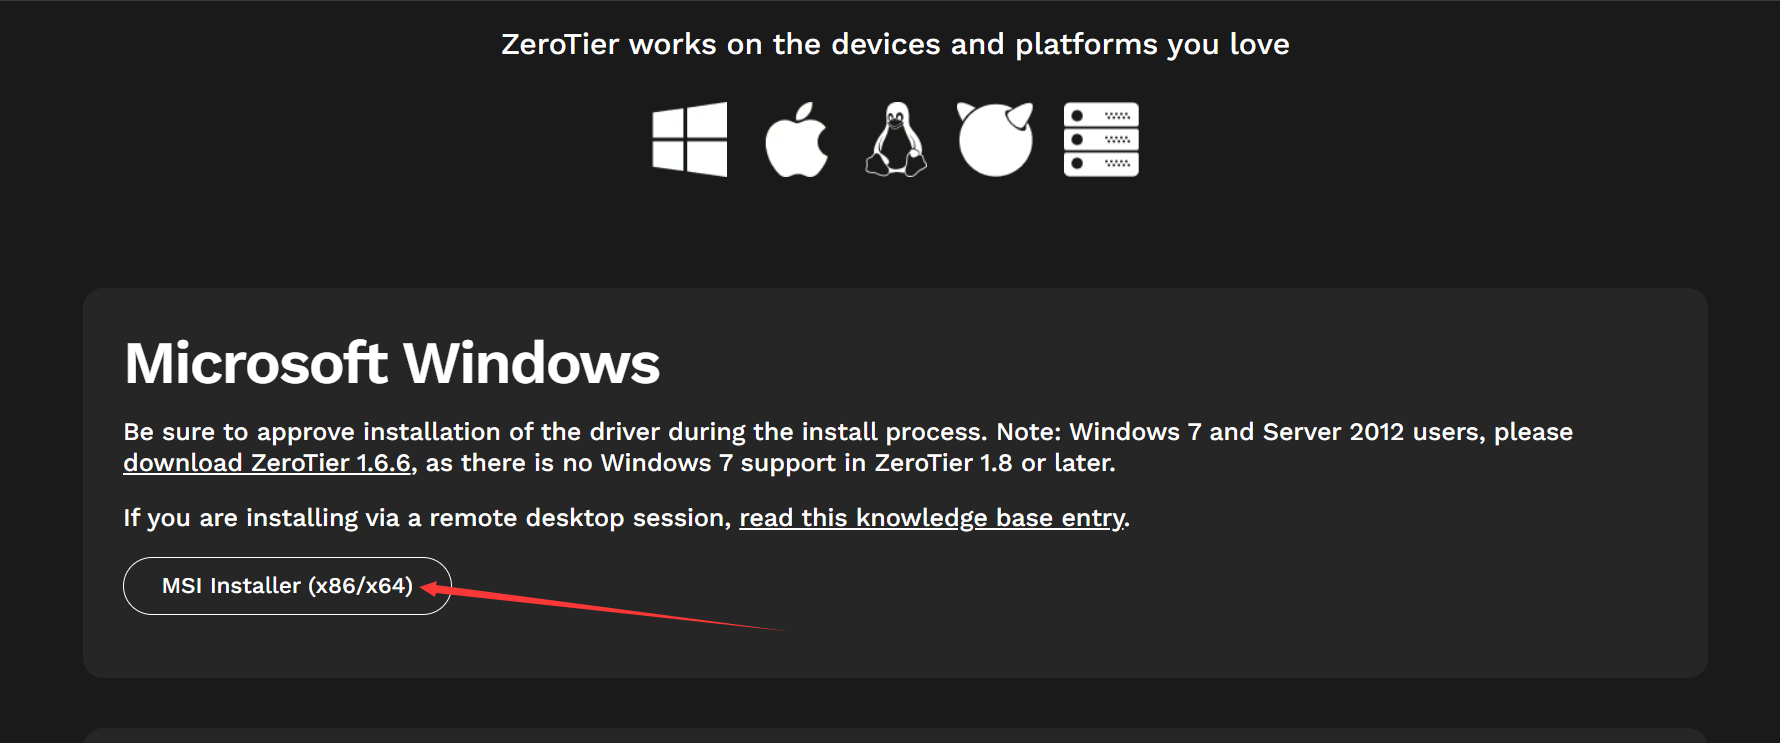 ZeroTier works on the devices and platforms you love
Microsoft Windows
Be sure to approve installation of the driver during the install process. Note: Windows 7 and Server 2012 users, please
download ZeroTier 1.6.6, as there is no Windows 7 support in ZeroTier 1.8 or later.
If you are installing via a remote desktop session, read this knowledge base entry.
MSI Installer (x86/x64)